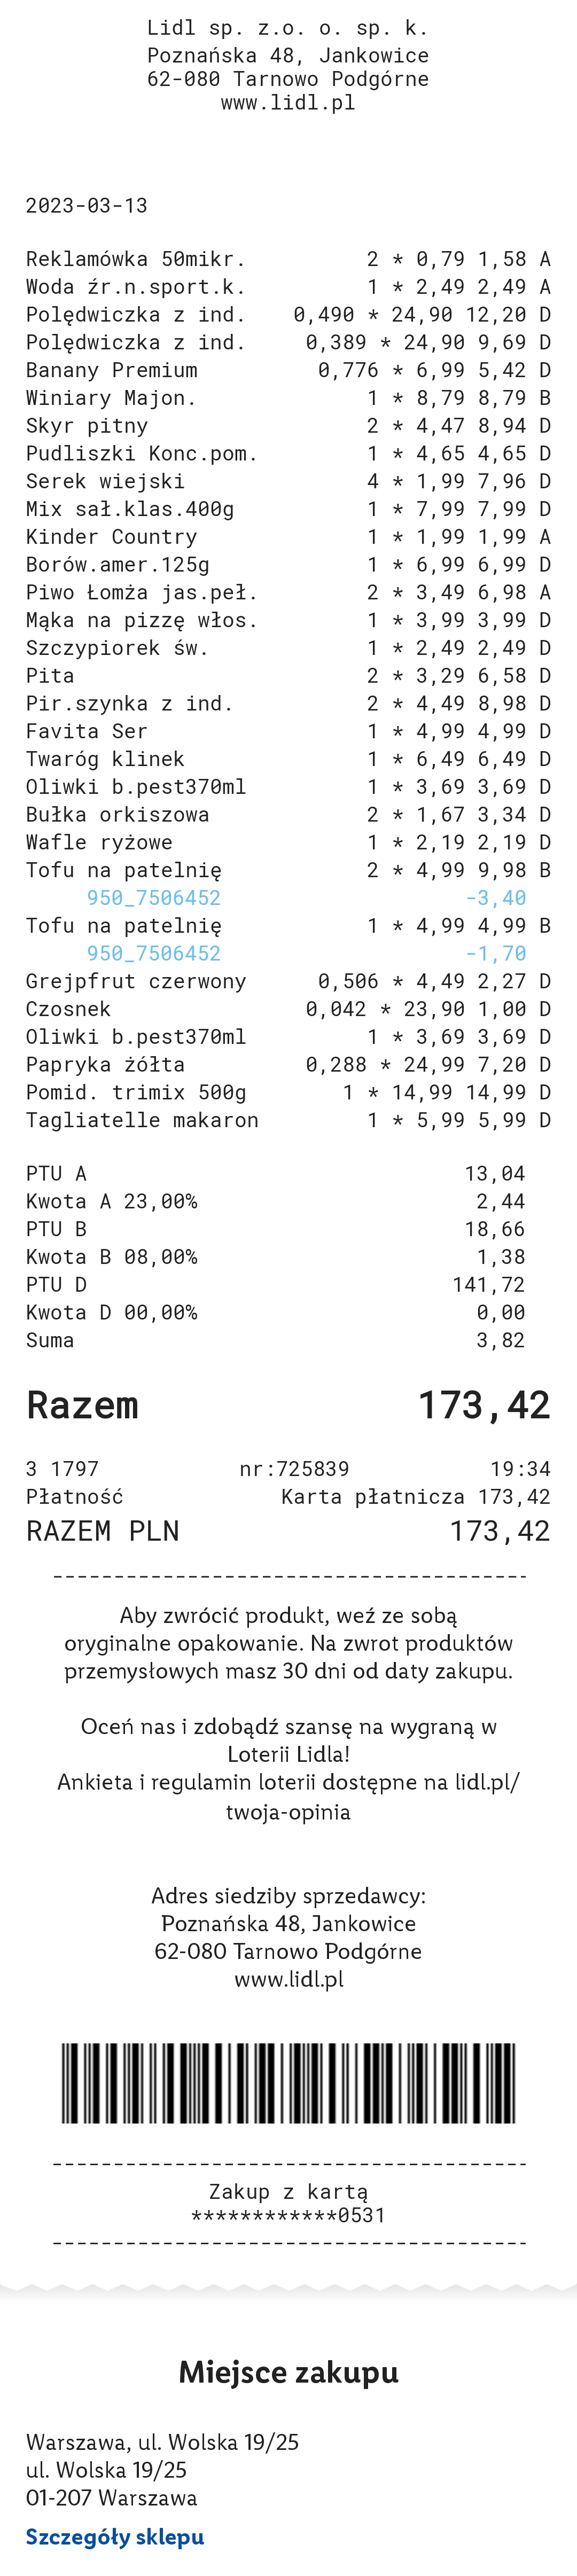 Lidl sp. z.o. o. sp. k.
Poznańska 48, Jankowice
62-080 Tarnowo Podgórne
www.lidl.pl
2023-03-13
Reklamówka 50mikr. 2 * 0,79 1,58 A
Woda źr.n.sport.k. 1 * 2,49 2,49 A
Polędwiczka z ind. 0,490 * 24,90 12,20 D
Polędwiczka z ind. 0,389 * 24,90 9,69 D
Banany Premium 0,776 * 6,99 5,42 D
Winiary Majon. 1 * 8,79 8,79 B
Skyr pitny 2 * 4,47 8,94 D
Pudliszki Konc.pom. 1 * 4,65 4,65 D
Serek wiejski 4 * 1,99 7,96 D
Mix sał.klas.400g 1 * 7,99 7,99 D
Kinder Country 1 * 1,99 1,99 A
Borów.amer.125g 1 * 6,99 6,99 D
Piwo Łomża jas.peł. 2 * 3,49 6,98 A
Mąka na pizzę włos. 1 * 3,99 3,99 D
Szczypiorek św. 1 * 2,49 2,49 D
Pita 2 * 3,29 6,58 D
Pir.szynka z ind. 2 * 4,49 8,98 D
Favita Ser 1 * 4,99 4,99 D
Twaróg klinek 1 * 6,49 6,49 D
Oliwki b.pest370ml 1 * 3,69 3,69 D
Bułka orkiszowa 2 * 1,67 3,34 D
Wafle ryżowe 1 * 2,19 2,19 D
Tofu na patelnię 2 * 4,99 9,98 B
950_7506452 -3,40
Tofu na patelnię 1 * 4,99 4,99 B
950_7506452 -1,70
Grejpfrut czerwony 0,506 * 4,49 2,27 D
Czosnek 0,042 * 23,90 1,00 D
Oliwki b.pest370ml 1 * 3,69 3,69 D
Papryka żółta 0,288 * 24,99 7,20 D
Pomid. trimix 500g 1 * 14,99 14,99 D
Tagliatelle makaron 1 * 5,99 5,99 D
PTU A 13,04
Kwota A 23,00% 2,44
PTU B 18,66
Kwota B 08,00% 1,38
PTU D 141,72
Kwota D 00,00% 0,00
Suma 3,82
Razem 173,42
3 1797 nr:725839 19:34
Płatność Karta płatnicza 173,42
RAZEM PLN 173,42
Aby zwrócić produkt, weź ze sobą
oryginalne opakowanie. Na zwrot produktów
przemysłowych masz 30 dni od daty zakupu.
Oceń nas i zdobądź szansę na wygraną w
Loterii Lidla!
Ankieta i regulamin loterii dostępne na lidl.pl/
twoja-opinia
Adres siedziby sprzedawcy:
Poznańska 48, Jankowice
62-080 Tarnowo Podgórne
www.lidl.pl
Zakup z kartą
************0531
Miejsce zakupu
Warszawa, ul. Wolska 19/25
ul. Wolska 19/25
01-207 Warszawa
Szczegóły sklepu